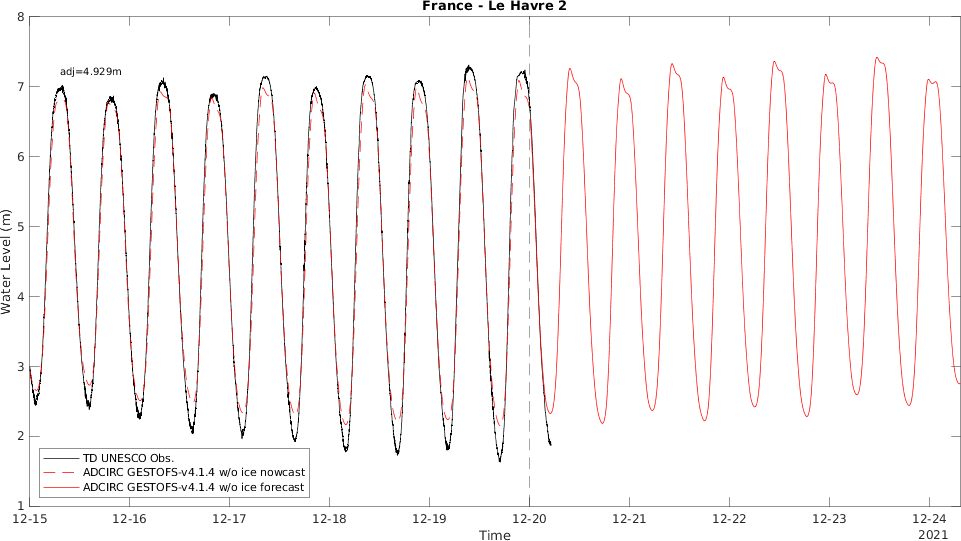 France - Le Havre 2
8
adj=4.929m
7
6
5
4
3
2
1
Water Level (m)
TD UNESCO Obs.
ADCIRC GESTOFS-v4.1.4 w/o ice nowcast
ADCIRC GESTOFS-v4.1.4 w/o ice forecast
12-15 12-16 12-17 12-18 12-19 12-20 12-21 12-22 12-23 12-24
Time
2021